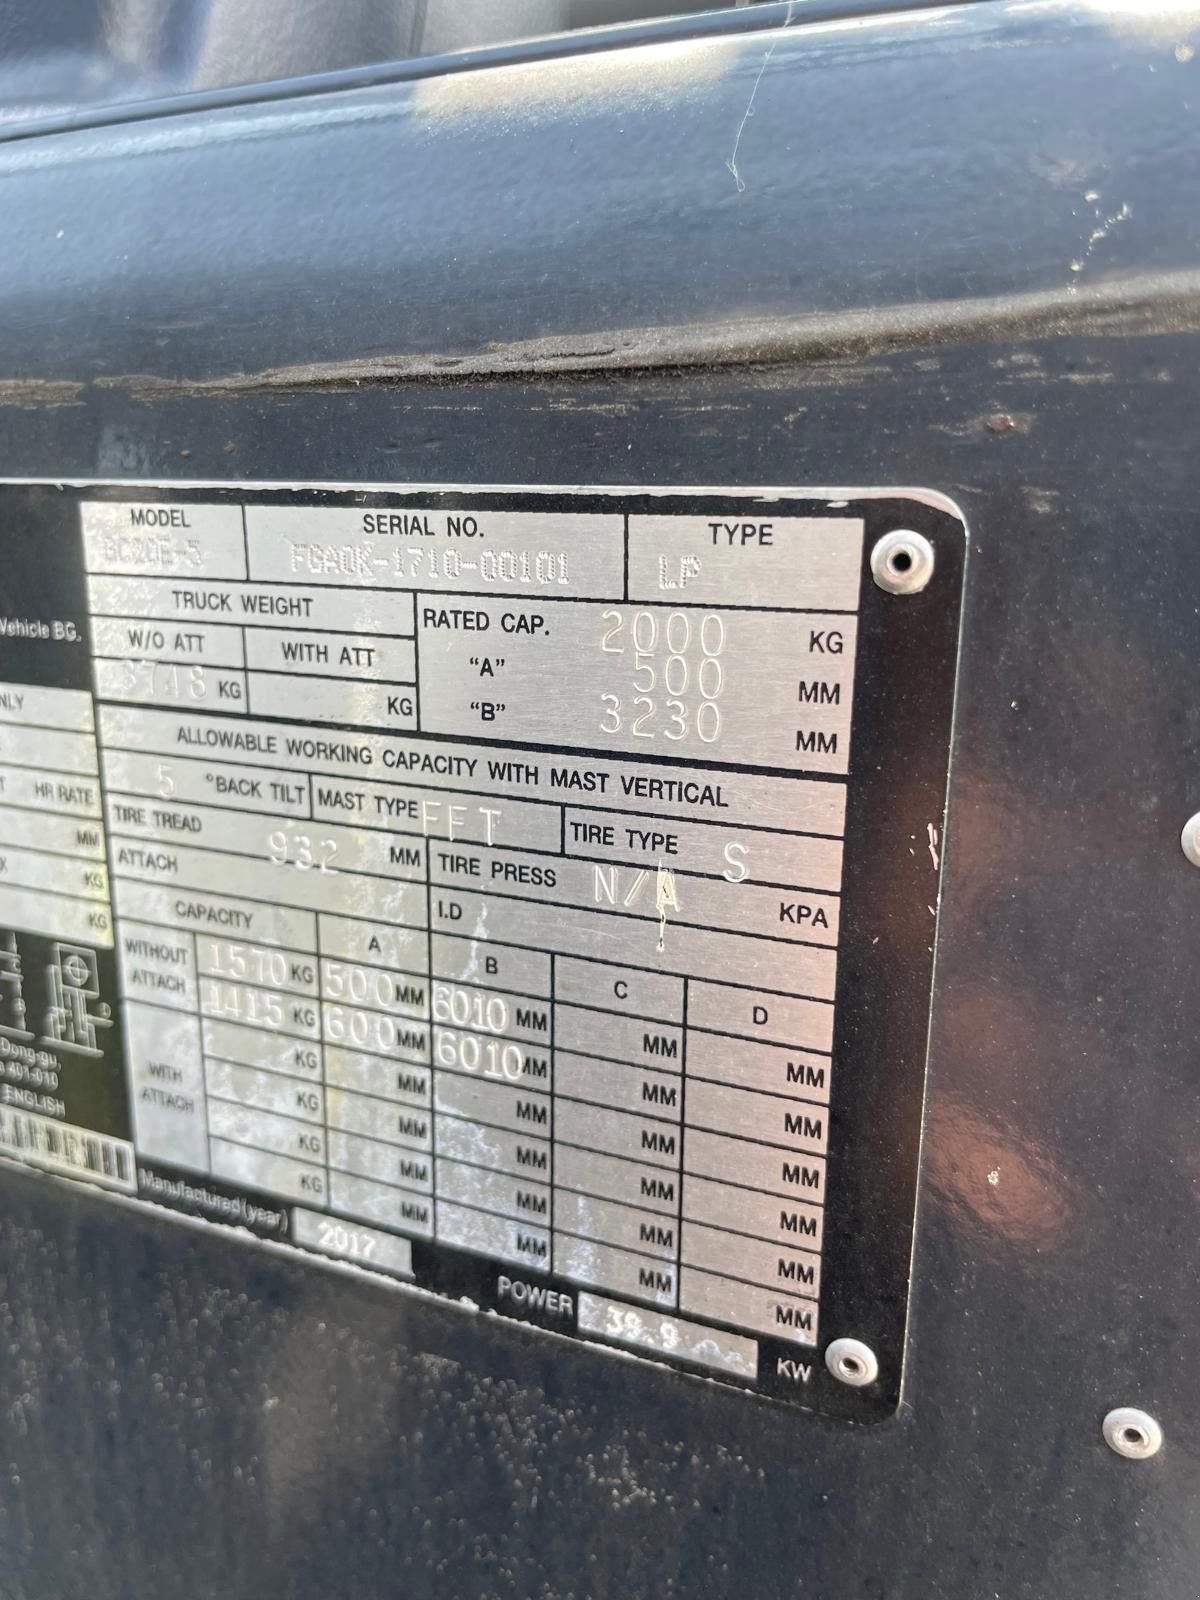 MODEL SERIAL NO. TYPE
GC20E-5 FGA0K-1710-00101 LP
TRUCK WEIGHT
W/O ATT WITH ATT
3748 KG KG
RATED CAP. 2000 KG
"A" 500 MM
"B" 3230 MM
Vehicle BG.
ALLOWABLE WORKING CAPACITY WITH MAST VERTICAL
5 °BACK TILT MAST TYPE FFT TIRE TYPE S
TIRE TREAD 932 MM TIRE PRESS N/A KPA
ATTACH I.D
CAPACITY A B C D
WITHOUT ATTACH 1570 KG 500 MM 6010 MM MM MM
1415 KG 600 MM 6010 MM MM MM
WITH ATTACH
KG MM MM MM MM
KG MM MM MM MM
KG MM MM MM MM
KG MM MM MM MM
NLY
HR RATE
MM
KG
KG
Dong-gu,
401-010
ENGLISH
Manufactured(year) 2017
POWER 39.9 KW